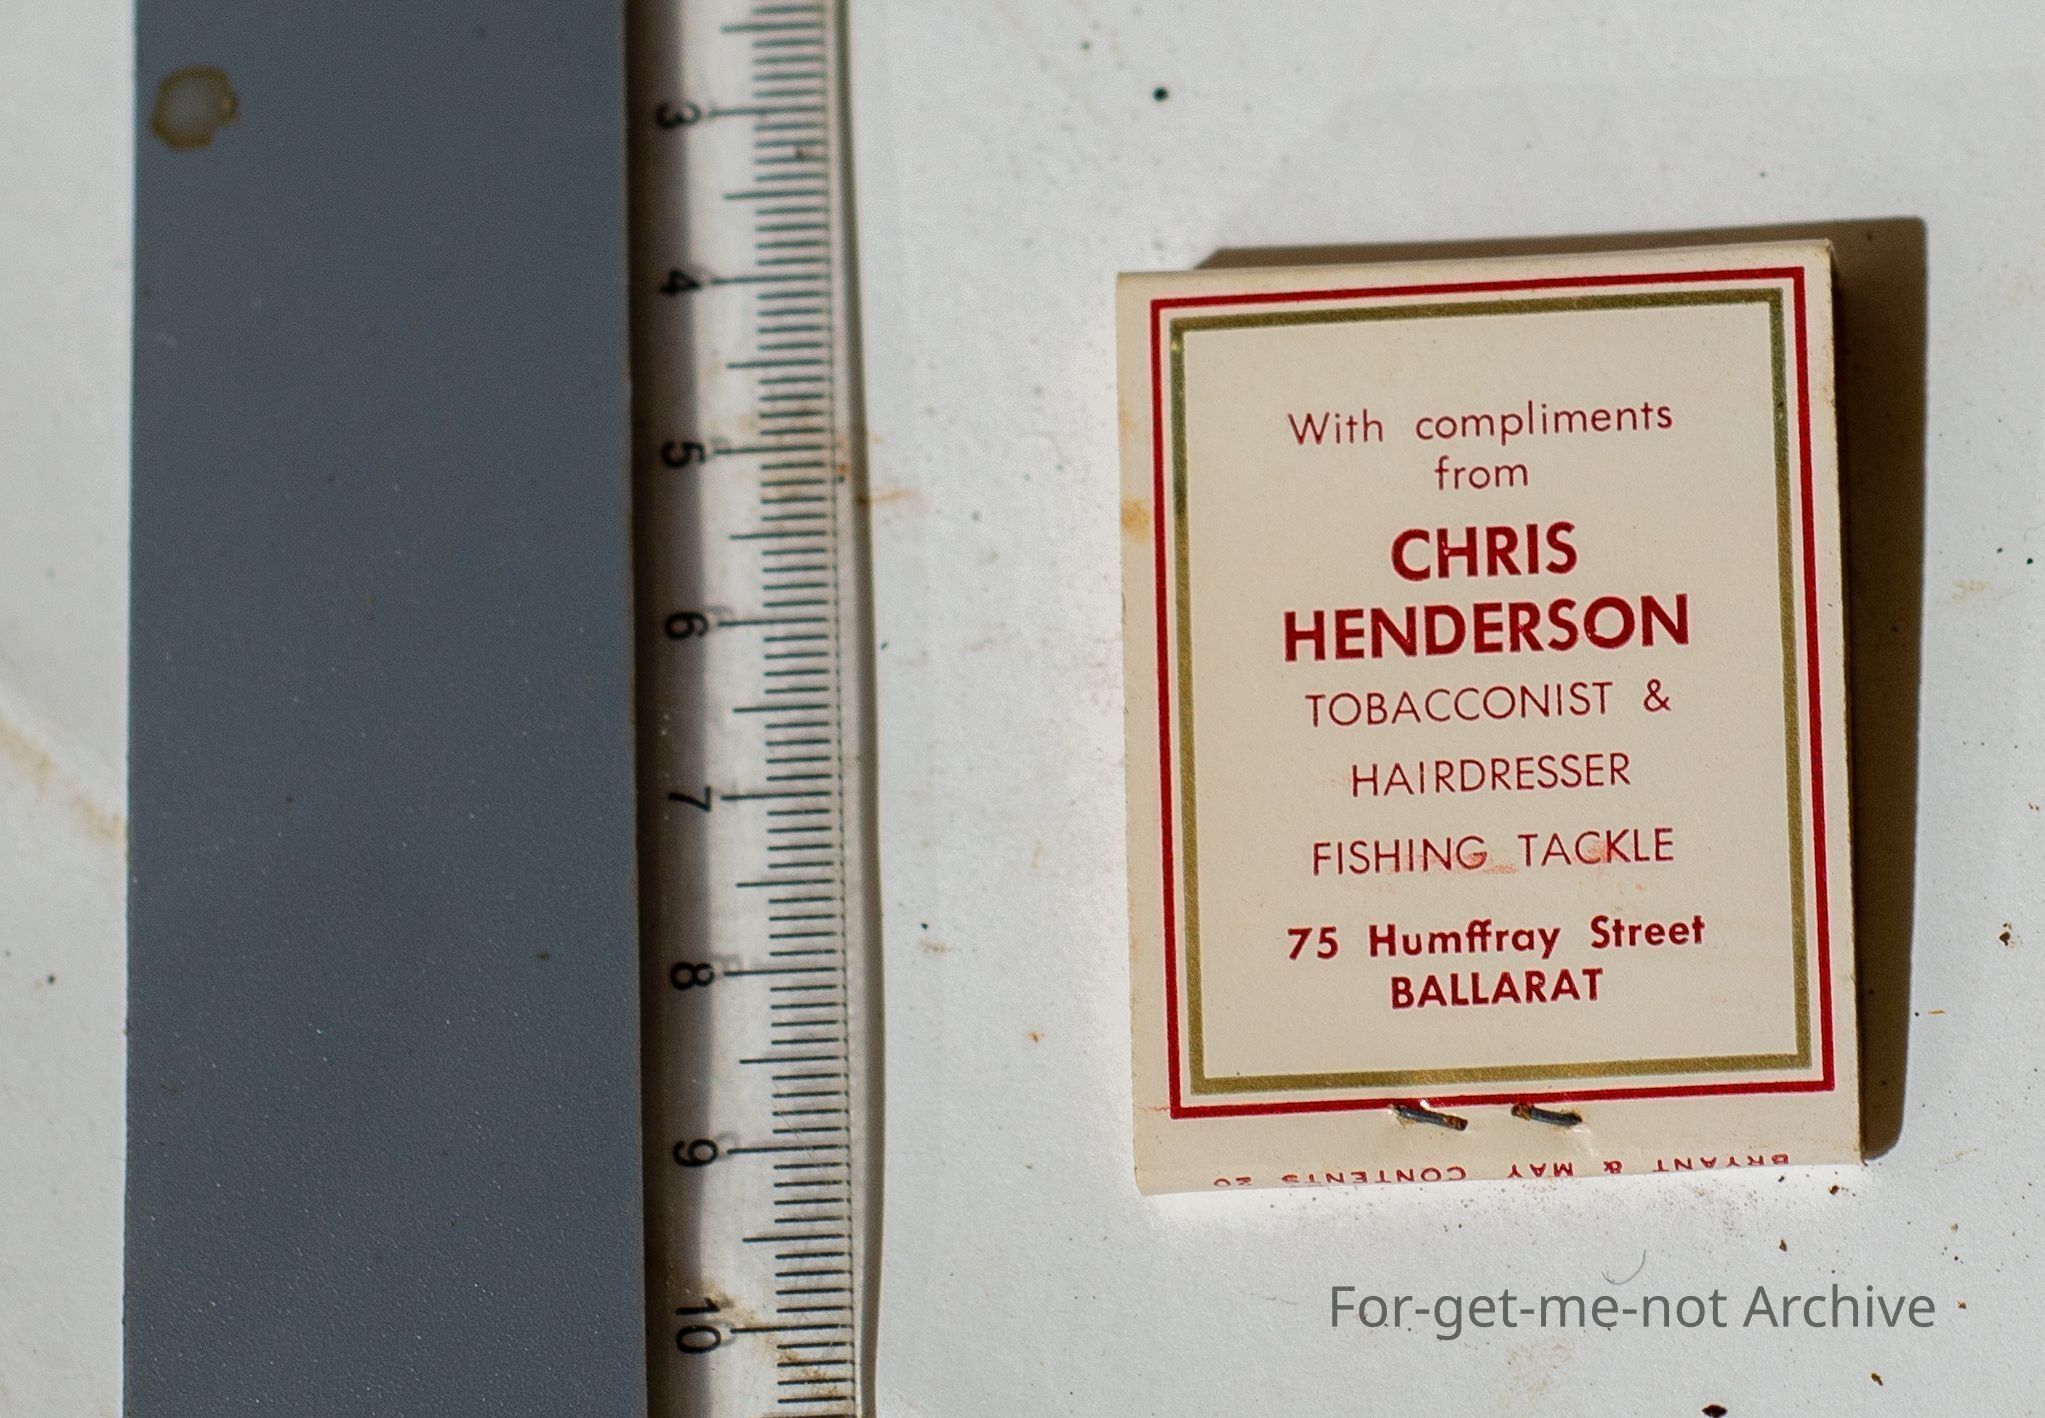 3
4
5
6
7
8
9
10
With compliments
from
CHRIS
HENDERSON
TOBACCONIST &
HAIRDRESSER
FISHING TACKLE
75 Humffray Street
BALLARAT
BRYANT & MAY CONTENTS 20
For-get-me-not Archive